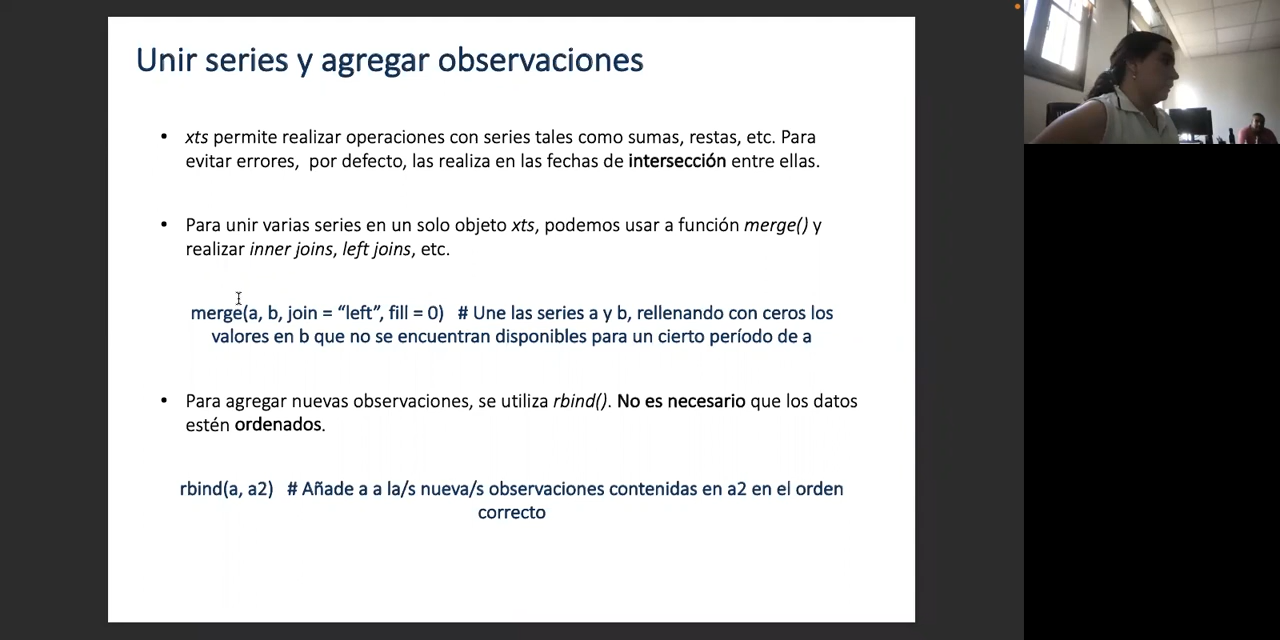 Unir series y agregar observaciones
• xts permite realizar operaciones con series tales como sumas, restas, etc. Para
evitar errores, por defecto, las realiza en las fechas de intersección entre ellas.
• Para unir varias series en un solo objeto xts, podemos usar a función merge() y
realizar inner joins, left joins, etc.
merge(a, b, join = “left”, fill = 0) # Une las series a y b, rellenando con ceros los
valores en b que no se encuentran disponibles para un cierto período de a
• Para agregar nuevas observaciones, se utiliza rbind(). No es necesario que los datos
estén ordenados.
rbind(a, a2) # Añade a a la/s nueva/s observaciones contenidas en a2 en el orden
correcto